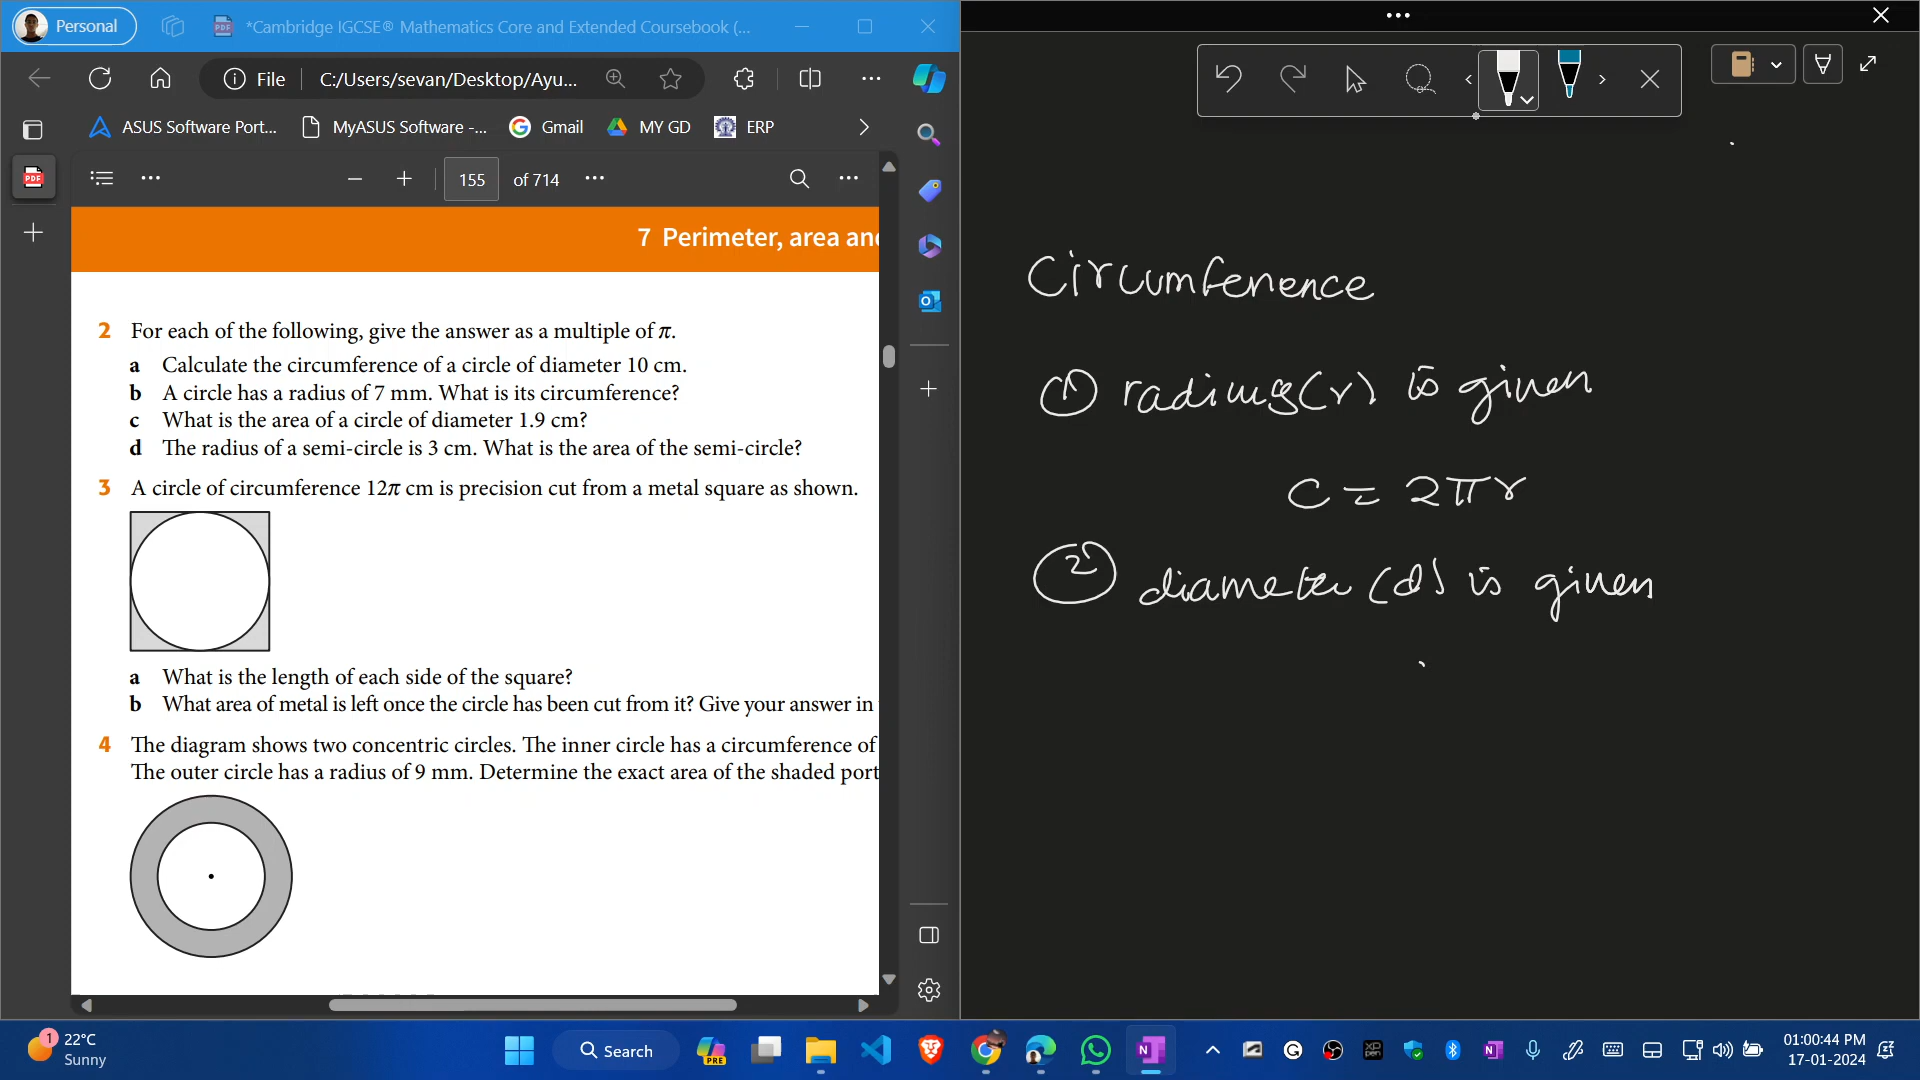 Personal
*Cambridge IGCSE® Mathematics Core and Extended Coursebook (...
File
C:/Users/sevan/Desktop/Ayu...
ASUS Software Port...
MyASUS Software -...
Gmail
MY GD
ERP
155
of 714
7 Perimeter, area and
2 For each of the following, give the answer as a multiple of π.
a Calculate the circumference of a circle of diameter 10 cm.
b A circle has a radius of 7 mm. What is its circumference?
c What is the area of a circle of diameter 1.9 cm?
d The radius of a semi-circle is 3 cm. What is the area of the semi-circle?
3 A circle of circumference 12π cm is precision cut from a metal square as shown.
a What is the length of each side of the square?
b What area of metal is left once the circle has been cut from it? Give your answer in
4 The diagram shows two concentric circles. The inner circle has a circumference of
The outer circle has a radius of 9 mm. Determine the exact area of the shaded port
Circumference
① radius (r) is given
C = 2πr
② diameter (d) is given
1
22°C
Sunny
Search
PRE
01:00:44 PM
17-01-2024